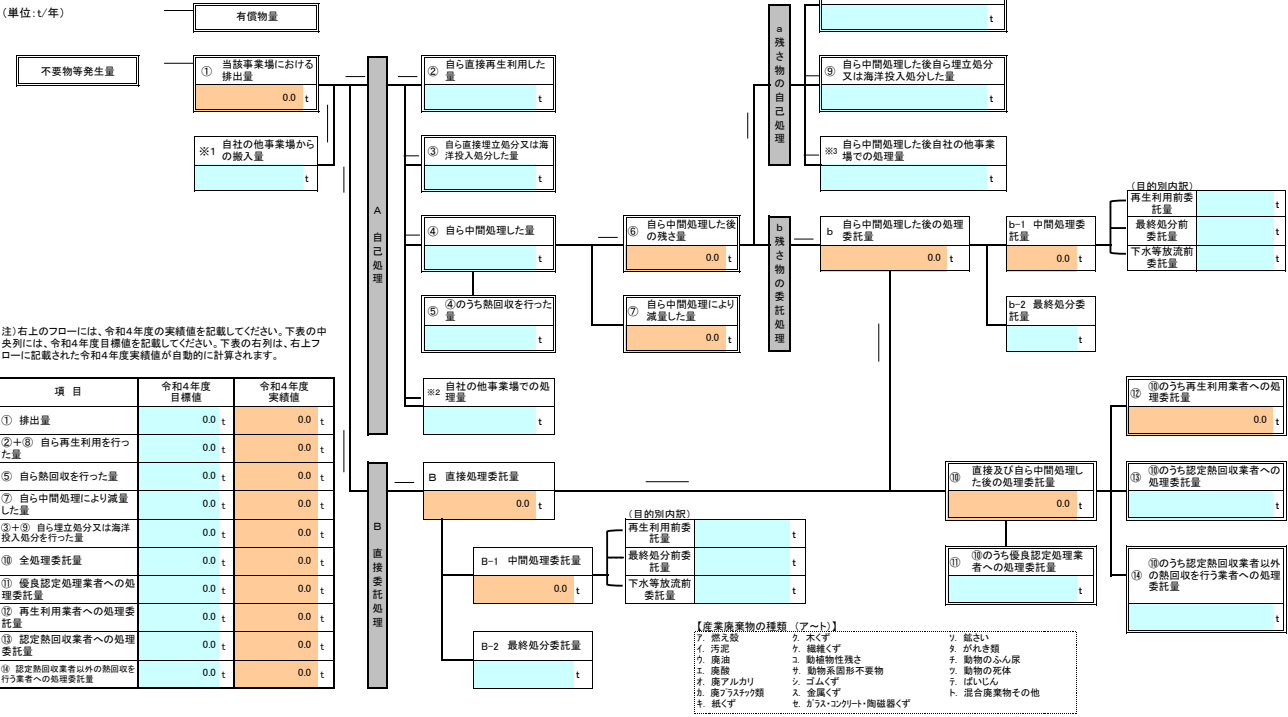 (単位:t/年)
有償物量
t
不要物等発生量
① 当該事業場における
排出量
0.0 t
※1 自社の他事業場から
の搬入量
t
A
自
己
処
理
② 自ら直接再生利用した
量
t
③ 自ら直接埋立処分又は海
洋投入処分した量
t
④ 自ら中間処理した量
t
⑤ ④のうち熱回収を行った
量
t
※2 自社の他事業場での処
理量
t
⑥ 自ら中間処理した後
の残さ量
0.0 t
⑦ 自ら中間処理により
減量した量
0.0 t
a
残
さ
物
の
自
己
処
理
⑨ 自ら中間処理した後自ら埋立処分
又は海洋投入処分した量
t
※3 自ら中間処理した後自社の他事業
場での処理量
t
b
残
さ
物
の
委
託
処
理
b 自ら中間処理した後の処理
委託量
0.0 t
b-1 中間処理委
託量
0.0 t
b-2 最終処分委
託量
t
(目的別内訳)
再生利用前委
託量 t
最終処分前
委託量 t
下水等放流前
委託量 t
注)右上のフローには、令和4年度の実績値を記載してください。下表の中
央列には、令和4年度目標値を記載してください。下表の右列は、右上フ
ローに記載された令和4年度実績値が自動的に計算されます。
項 目 令和4年度
目標値 令和4年度
実績値
① 排出量 0.0 t 0.0 t
②+⑧ 自ら再生利用を行っ
た量 0.0 t 0.0 t
⑤ 自ら熱回収を行った量 0.0 t 0.0 t
⑦ 自ら中間処理により減量
した量 0.0 t 0.0 t
③+⑨ 自ら埋立処分又は海洋
投入処分を行った量 0.0 t 0.0 t
⑩ 全処理委託量 0.0 t 0.0 t
⑪ 優良認定処理業者への処
理委託量 0.0 t 0.0 t
⑫ 再生利用業者への処理委
託量 0.0 t 0.0 t
⑬ 認定熱回収業者への処理
委託量 0.0 t 0.0 t
⑭ 認定熱回収業者以外の熱回収を
行う業者への処理委託量 0.0 t 0.0 t
B
直
接
委
託
処
理
B 直接処理委託量
0.0 t
B-1 中間処理委託量
0.0 t
B-2 最終処分委託量
t
(目的別内訳)
再生利用前委
託量 t
最終処分前委
託量 t
下水等放流前
委託量 t
⑩ 直接及び自ら中間処理し
た後の処理委託量
0.0 t
⑪ ⑩のうち優良認定処理業
者への処理委託量
t
⑫ ⑩のうち再生利用業者への処
理委託量
0.0 t
⑬ ⑩のうち認定熱回収業者への
処理委託量
t
⑭ ⑩のうち認定熱回収業者以外
の熱回収を行う業者への処理
委託量
t
【産業廃棄物の種類 (ア~ト)】
ア. 燃え殻 ク. 木くず ソ. 鉱さい
イ. 汚泥 ケ. 繊維くず タ. がれき類
ウ. 廃油 コ. 動植物性残さ チ. 動物のふん尿
エ. 廃酸 サ. 動物系固形不要物 ツ. 動物の死体
オ. 廃アルカリ シ. ゴムくず テ. ばいじん
カ. 廃プラスチック類 ス. 金属くず ト. 混合廃棄物その他
キ. 紙くず セ. ガラス・コンクリート・陶磁器くず